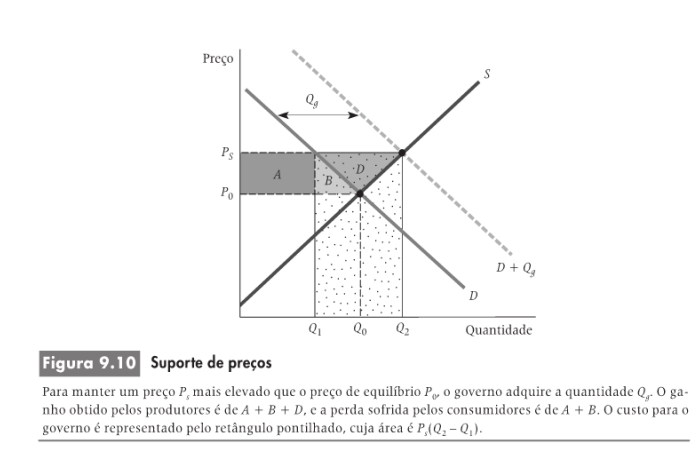 Preço
S
Q_g
P_S
A
B
D
P_0
D + Q_g
D
Q_1 Q_0 Q_2 Quantidade
Figura 9.10 Suporte de preços
Para manter um preço P_s mais elevado que o preço de equilíbrio P_0, o governo adquire a quantidade Q_g. O ga-
nho obtido pelos produtores é de A + B + D, e a perda sofrida pelos consumidores é de A + B. O custo para o
governo é representado pelo retângulo pontilhado, cuja área é P_s(Q_2 – Q_1).